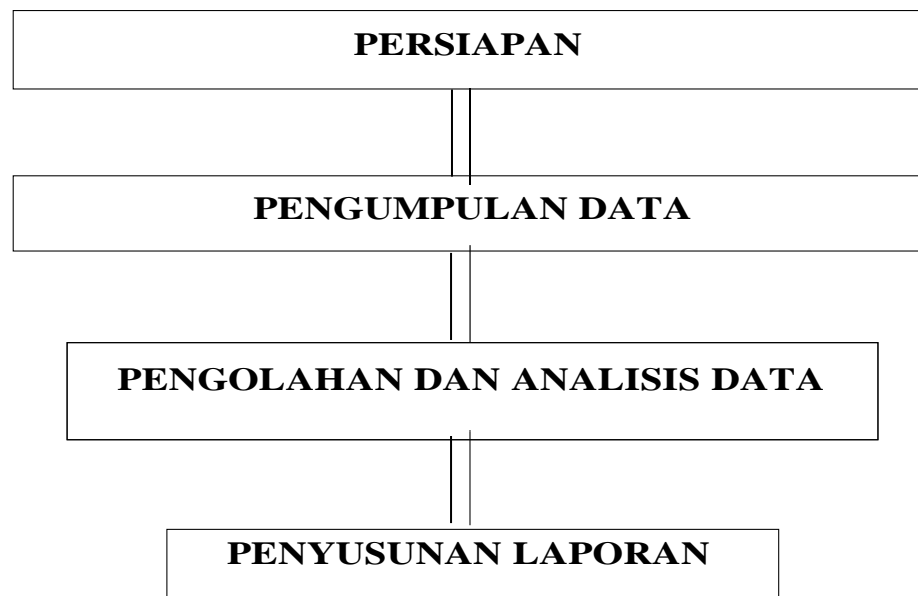 PERSIAPAN
PENGUMPULAN DATA
PENGOLAHAN DAN ANALISIS DATA
PENYUSUNAN LAPORAN